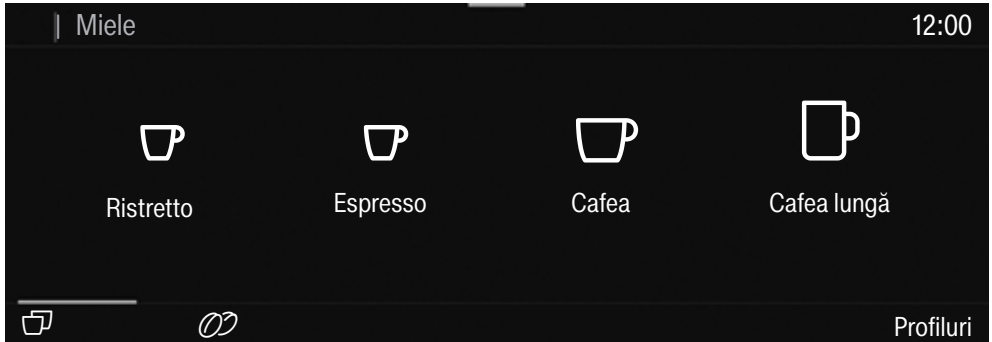 Miele
12:00
Ristretto
Espresso
Cafea
Cafea lungă
Profiluri